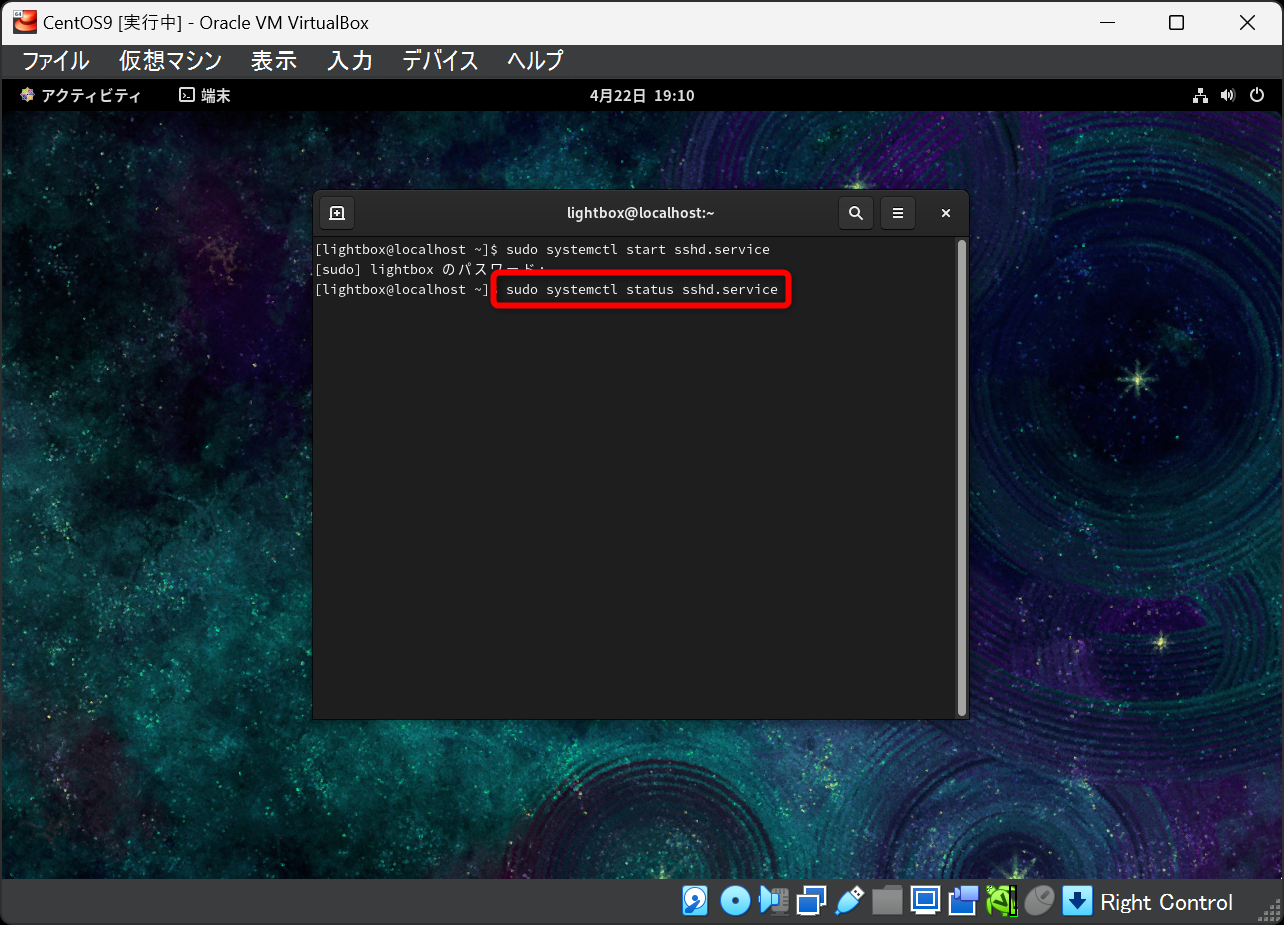 CentOS9 [実行中] - Oracle VM VirtualBox
ファイル 仮想マシン 表示 入力 デバイス ヘルプ
アクティビティ 端末 4月22日 19:10
lightbox@localhost:~
[lightbox@localhost ~]$ sudo systemctl start sshd.service
[sudo] lightbox のパスワード:
[lightbox@localhost ~] sudo systemctl status sshd.service
Right Control